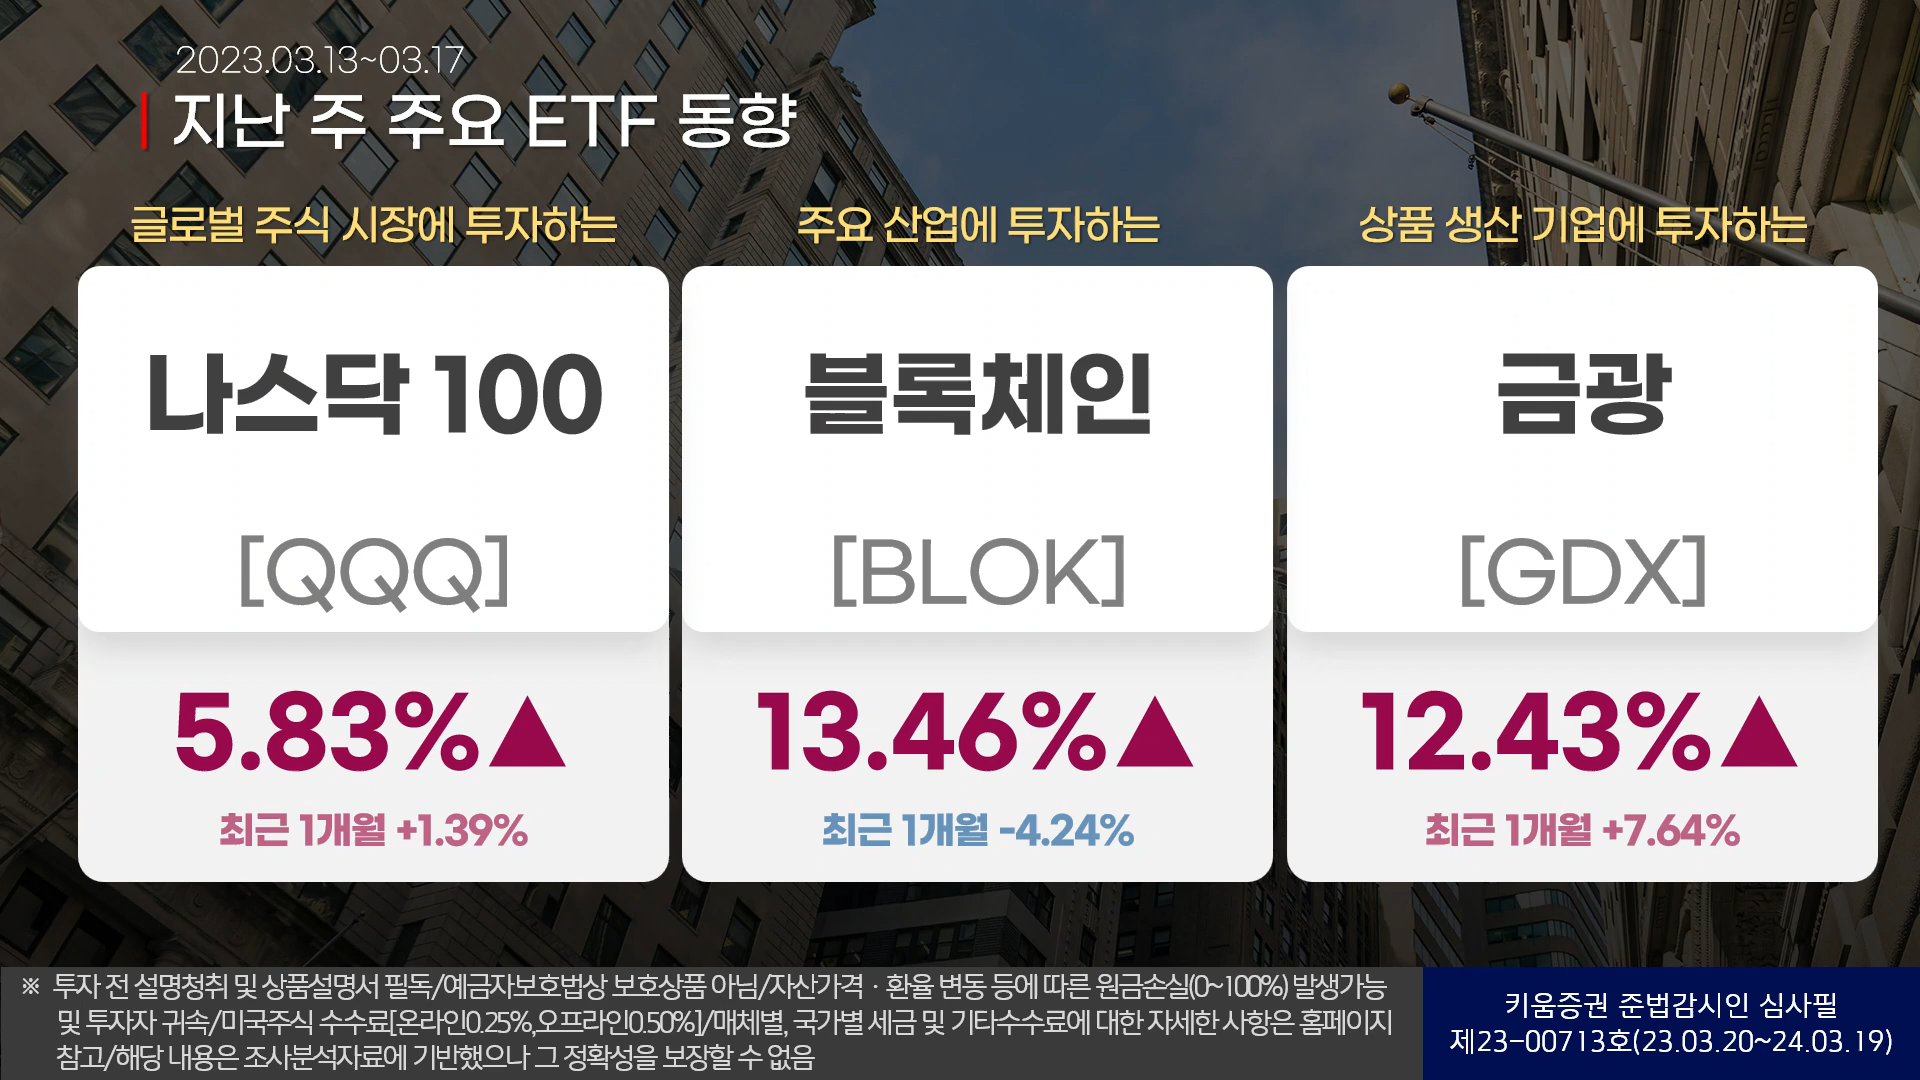 2023.03.13~03.17
지난 주 주요 ETF 동향
글로벌 주식 시장에 투자하는
나스닥 100
[QQQ]
5.83%▲
최근 1개월 +1.39%
주요 산업에 투자하는
블록체인
[BLOK]
13.46%▲
최근 1개월 -4.24%
상품 생산 기업에 투자하는
금광
[GDX]
12.43%▲
최근 1개월 +7.64%
※ 투자 전 설명청취 및 상품설명서 필독/예금자보호법상 보호상품 아님/자산가격 · 환율 변동 등에 따른 원금손실(0~100%) 발생가능
및 투자자 귀속/미국주식 수수료[온라인0.25%,오프라인0.50%]/매체별, 국가별 세금 및 기타수수료에 대한 자세한 사항은 홈페이지
참고/해당 내용은 조사분석자료에 기반했으나 그 정확성을 보장할 수 없음
키움증권 준법감시인 심사필
제23-00713호(23.03.20~24.03.19)